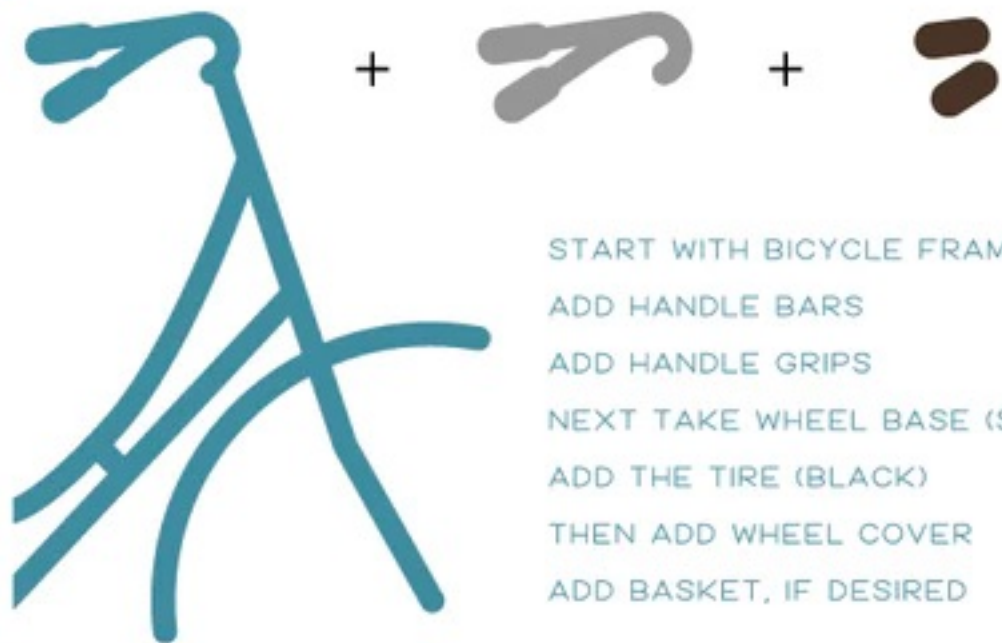 + +
START WITH BICYCLE FRAM
ADD HANDLE BARS
ADD HANDLE GRIPS
NEXT TAKE WHEEL BASE (S
ADD THE TIRE (BLACK)
THEN ADD WHEEL COVER
ADD BASKET, IF DESIRED